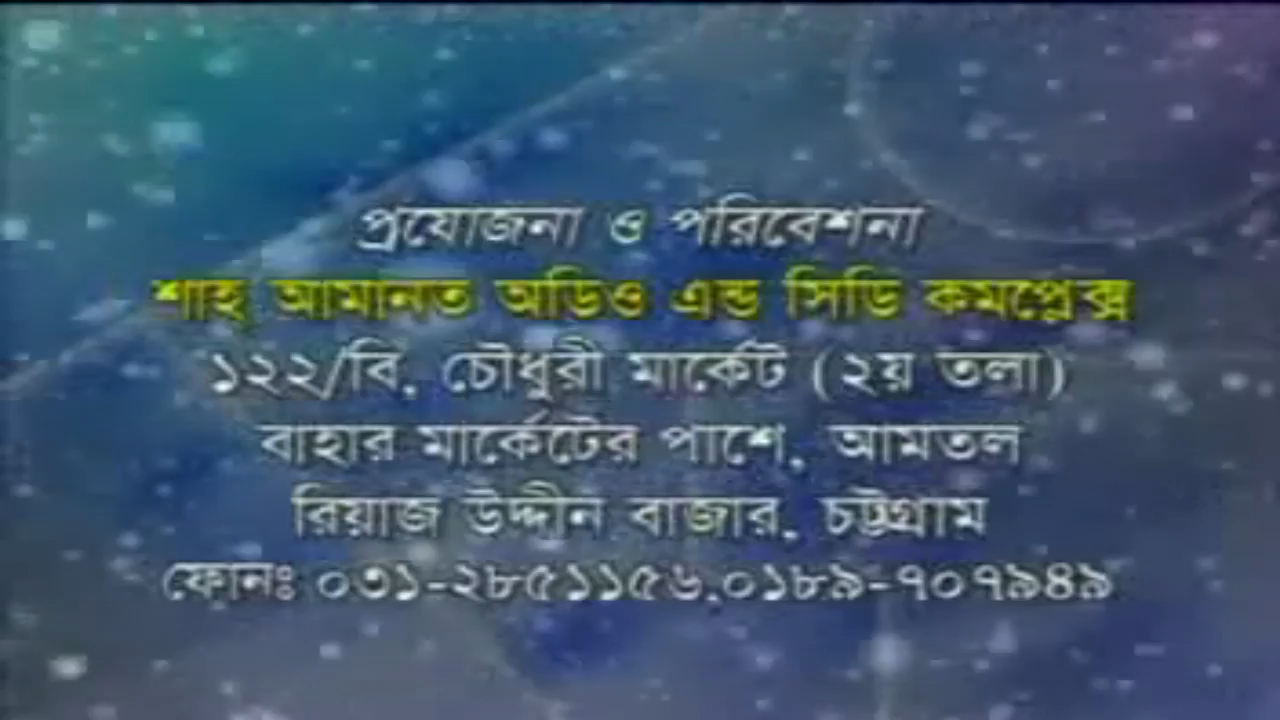 প্রযোজনা ও পরিবেশনা
শাহ্ আমানত অডিও এন্ড সিডি কমপ্লেক্স
১২২/বি, চৌধুরী মার্কেট (২য় তলা)
বাহার মার্কেটের পাশে, আমতল
রিয়াজ উদ্দীন বাজার, চট্টগ্রাম
ফোনঃ ০৩১-২৮৫১১৫৬,০১৮৯-৭০৭৯৪৯